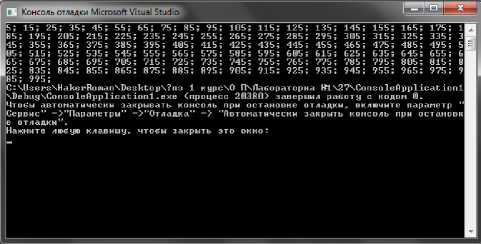 Консоль отладки Microsoft Visual Studio
5; 15; 25; 35; 45; 55; 65; 75; 85; 95; 105; 115; 125; 135; 145; 155; 165; 175; 1
85; 195; 205; 215; 225; 235; 245; 255; 265; 275; 285; 295; 305; 315; 325; 335; 3
45; 355; 365; 375; 385; 395; 405; 415; 425; 435; 445; 455; 465; 475; 485; 495; 5
05; 515; 525; 535; 545; 555; 565; 575; 585; 595; 605; 615; 625; 635; 645; 655; 6
65; 675; 685; 695; 705; 715; 725; 735; 745; 755; 765; 775; 785; 795; 805; 815; 8
25; 835; 845; 855; 865; 875; 885; 895; 905; 915; 925; 935; 945; 955; 965; 975; 9
85; 995;
C:\Users\HakerRoman\Desktop\?nз 1 курс\О П\Лабораторна №1\27\ConsoleApplication1
\Debug\ConsoleApplication1.exe (процесс 20380) завершил работу с кодом 0.
Чтобы автоматически закрывать консоль при остановке отладки, включите параметр "
Сервис" ->"Параметры" ->"Отладка" -> "Автоматически закрыть консоль при остановк
е отладки".
Нажмите любую клавишу, чтобы закрыть это окно: